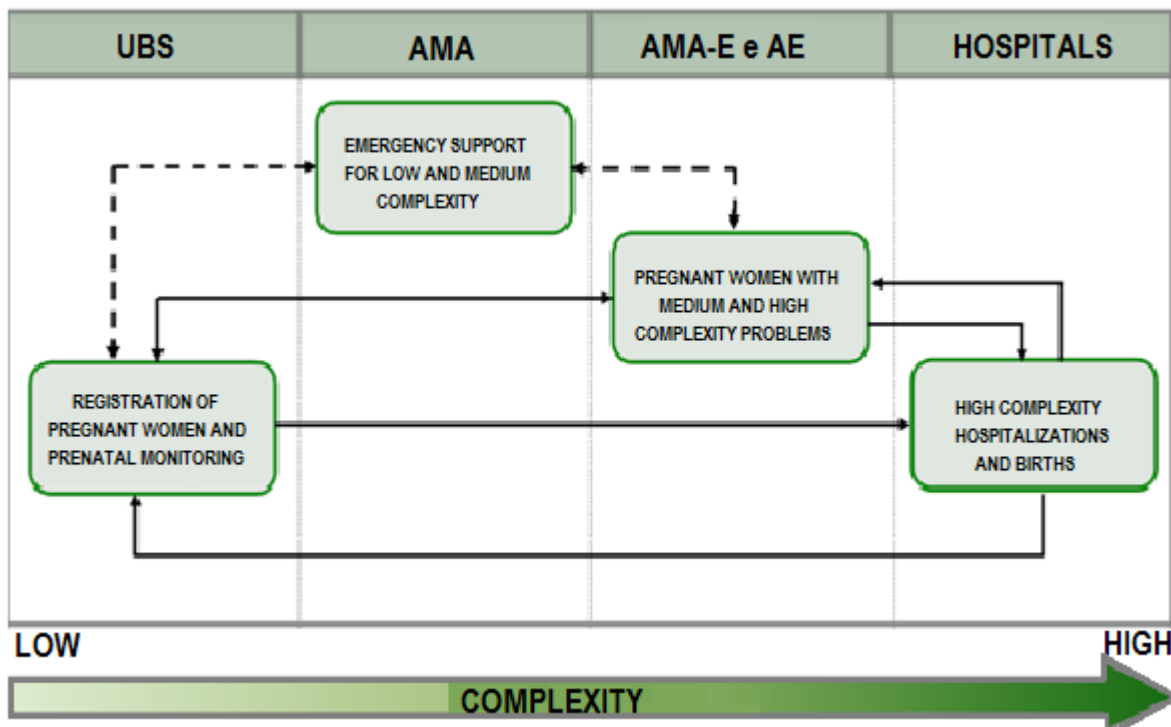 UBS
AMA
AMA-E e AE
HOSPITALS
EMERGENCY SUPPORT
FOR LOW AND MEDIUM
COMPLEXITY
PREGNANT WOMEN WITH
MEDIUM AND HIGH
COMPLEXITY PROBLEMS
REGISTRATION OF
PREGNANT WOMEN AND
PRENATAL MONITORING
HIGH COMPLEXITY
HOSPITALIZATIONS
AND BIRTHS
LOW
HIGH
COMPLEXITY